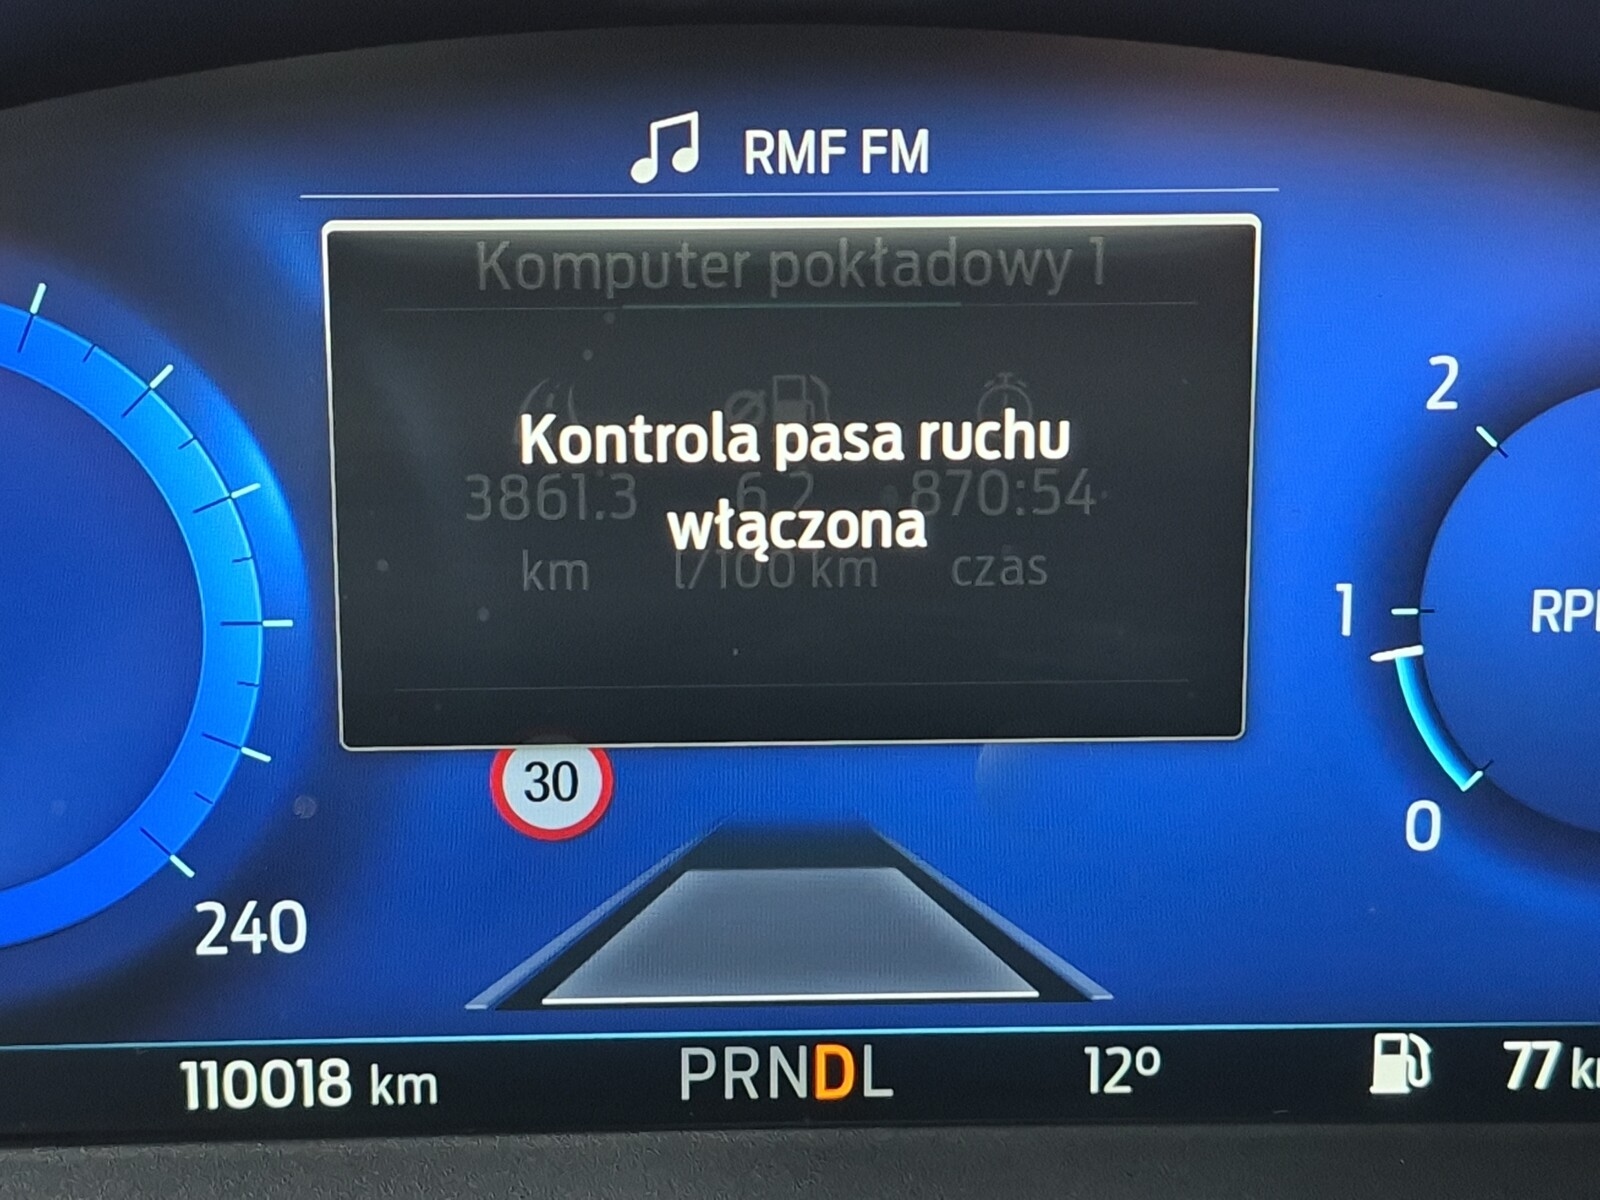 RMF FM
Komputer pokładowy 1
Kontrola pasa ruchu
włączona
3861.3 6.2 870:54
km l/100 km czas
2
1
RP
0
30
240
110018 km PRNDL 12° 77 k